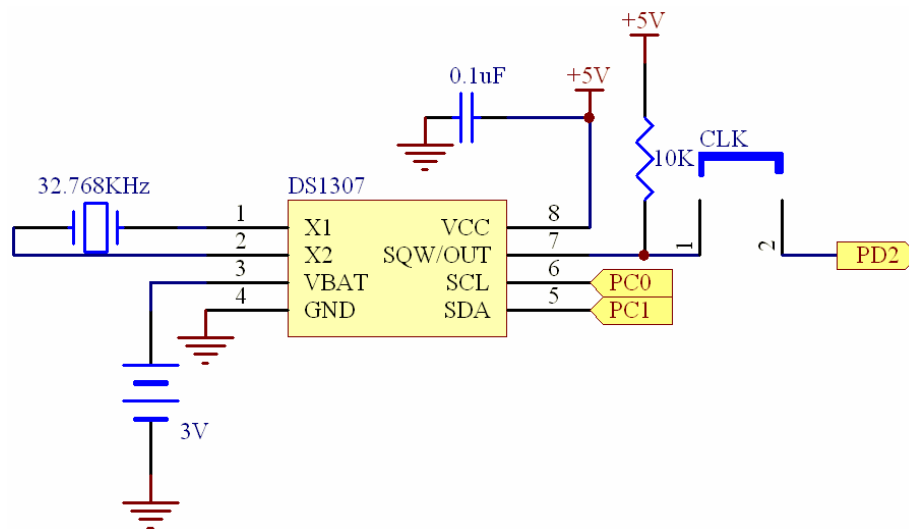 +5V
0.1uF
+5V
10K
CLK
32.768KHz
DS1307
1 X1 VCC 8
2 X2 SQW/OUT 7
3 VBAT SCL 6 PC0
4 GND SDA 5 PC1
1
2
PD2
3V